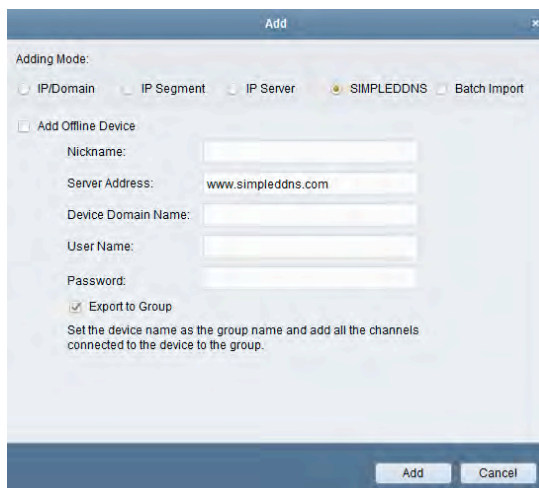 Add
Adding Mode:
IP/Domain IP Segment IP Server SIMPLEDDNS Batch Import
Add Offline Device
Nickname:
Server Address: www.simpleddns.com
Device Domain Name:
User Name:
Password:
Export to Group
Set the device name as the group name and add all the channels
connected to the device to the group.
Add Cancel